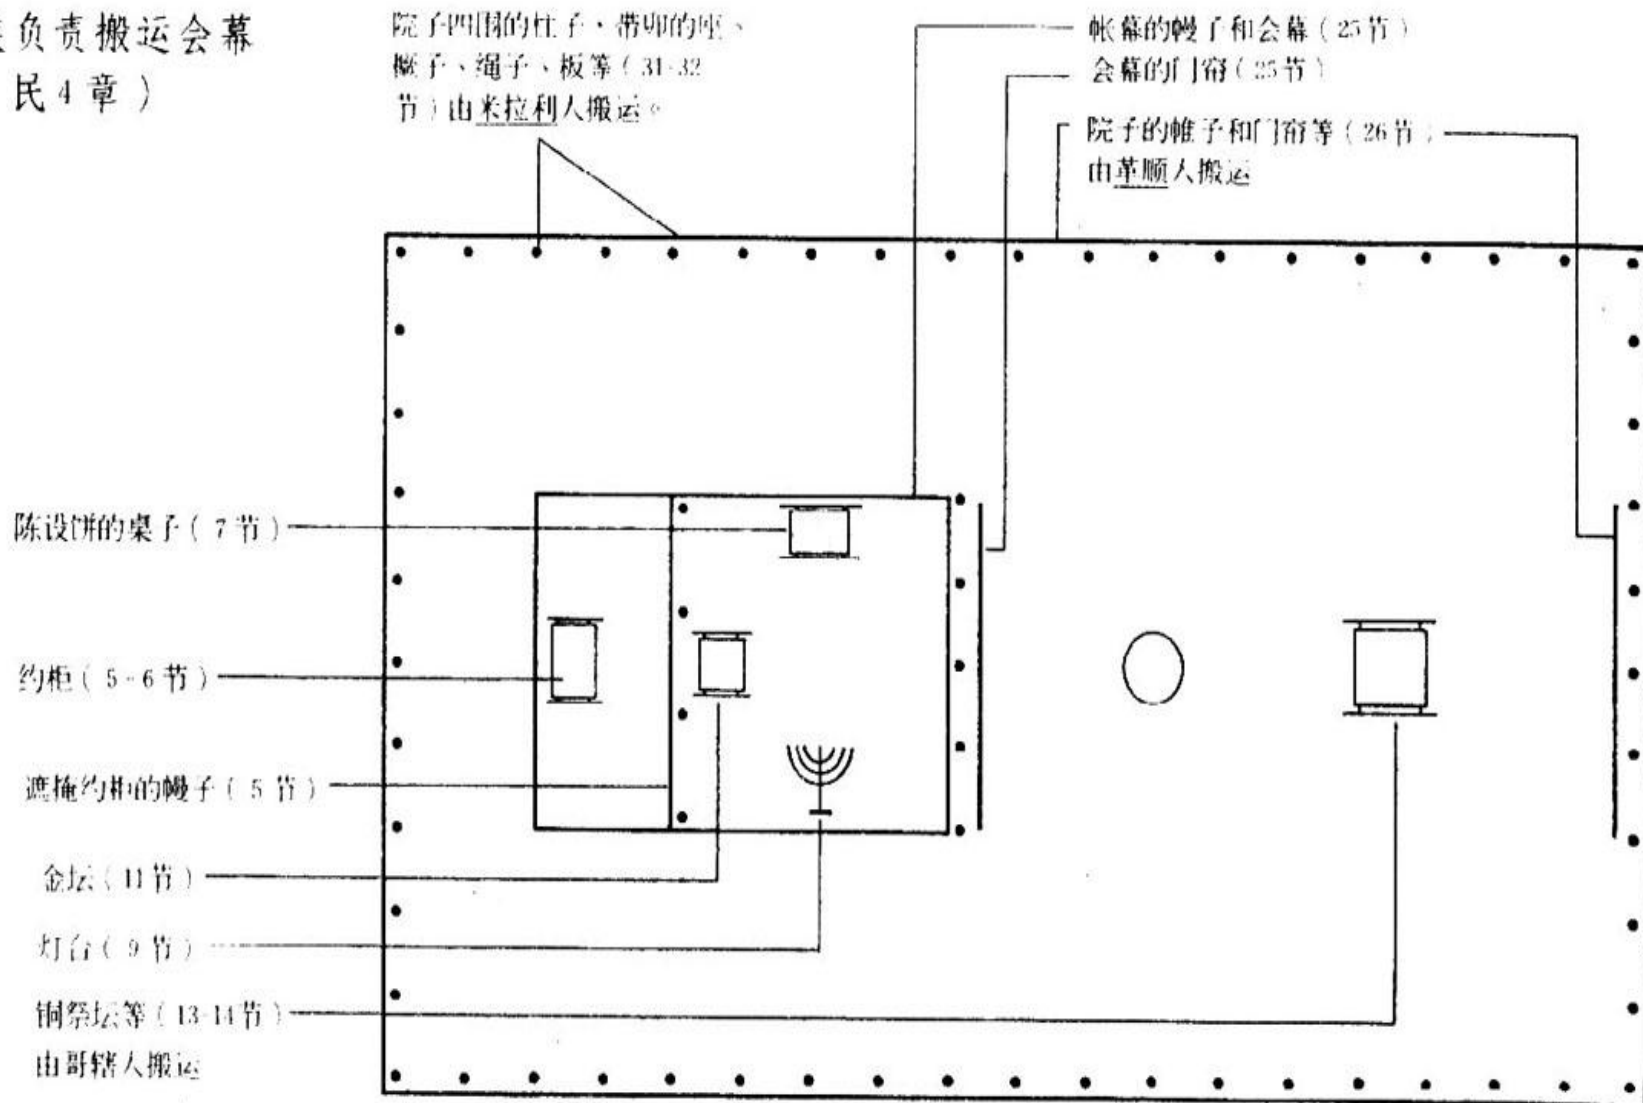 负责搬运会幕
民4章）
院子四围的柱子、带卯的座、
橛子、绳子、板等（31-32
节）由米拉利人搬运。
帐幕的幔子和会幕（25节）
会幕的门帘（25节）
院子的帷子和门帘等（26节）
由革顺人搬运
陈设饼的桌子（7节）
约柜（5-6节）
遮掩约柜的幔子（5节）
金坛（11节）
灯台（9节）
铜祭坛等（13-14节）
由哥辖人搬运